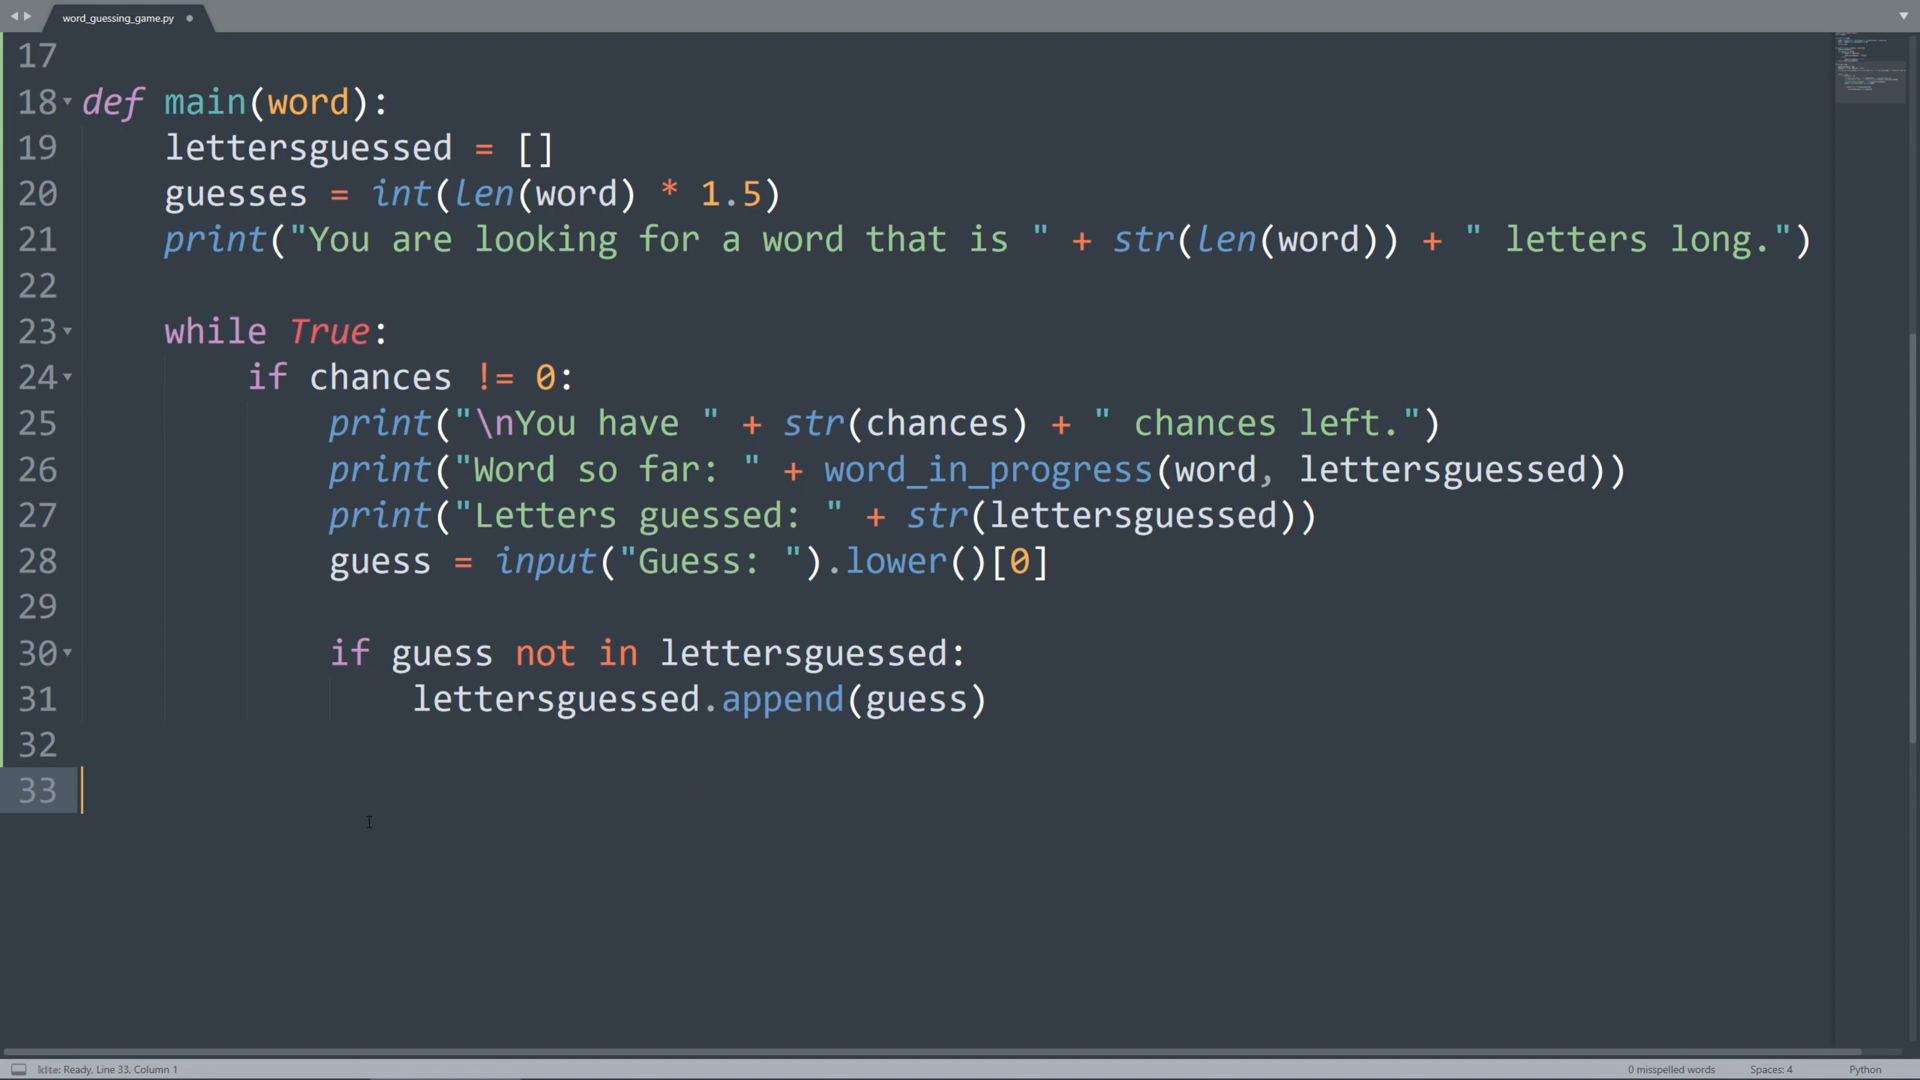 word_guessing_game.py
17
18 def main(word):
19     lettersguessed = []
20     guesses = int(len(word) * 1.5)
21     print("You are looking for a word that is " + str(len(word)) + " letters long.")
22
23     while True:
24         if chances != 0:
25             print("\nYou have " + str(chances) + " chances left.")
26             print("Word so far: " + word_in_progress(word, lettersguessed))
27             print("Letters guessed: " + str(lettersguessed))
28             guess = input("Guess: ").lower()[0]
29
30             if guess not in lettersguessed:
31                 lettersguessed.append(guess)
32
33
kite: Ready, Line 33, Column 1 0 misspelled words Spaces: 4 Python